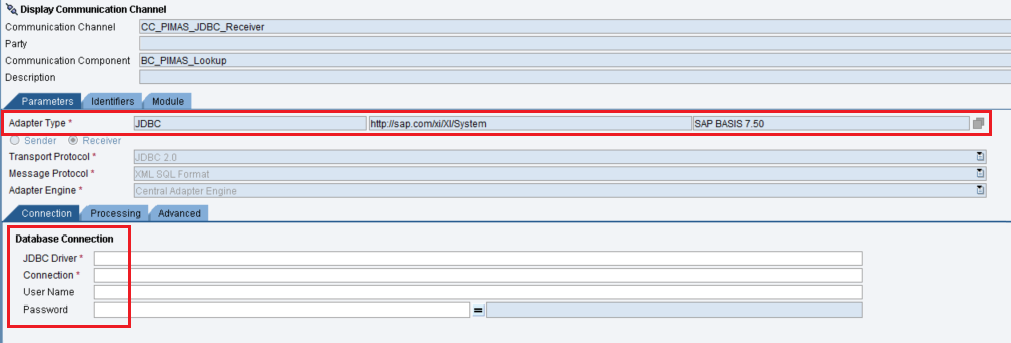 Display Communication Channel
Communication Channel CC_PIMAS_JDBC_Receiver
Party
Communication Component BC_PIMAS_Lookup
Description
Parameters Identifiers Module
Adapter Type * JDBC http://sap.com/xi/XI/System SAP BASIS 7.50
Sender Receiver
Transport Protocol * JDBC 2.0
Message Protocol * XML SQL Format
Adapter Engine * Central Adapter Engine
Connection Processing Advanced
Database Connection
JDBC Driver *
Connection *
User Name
Password =